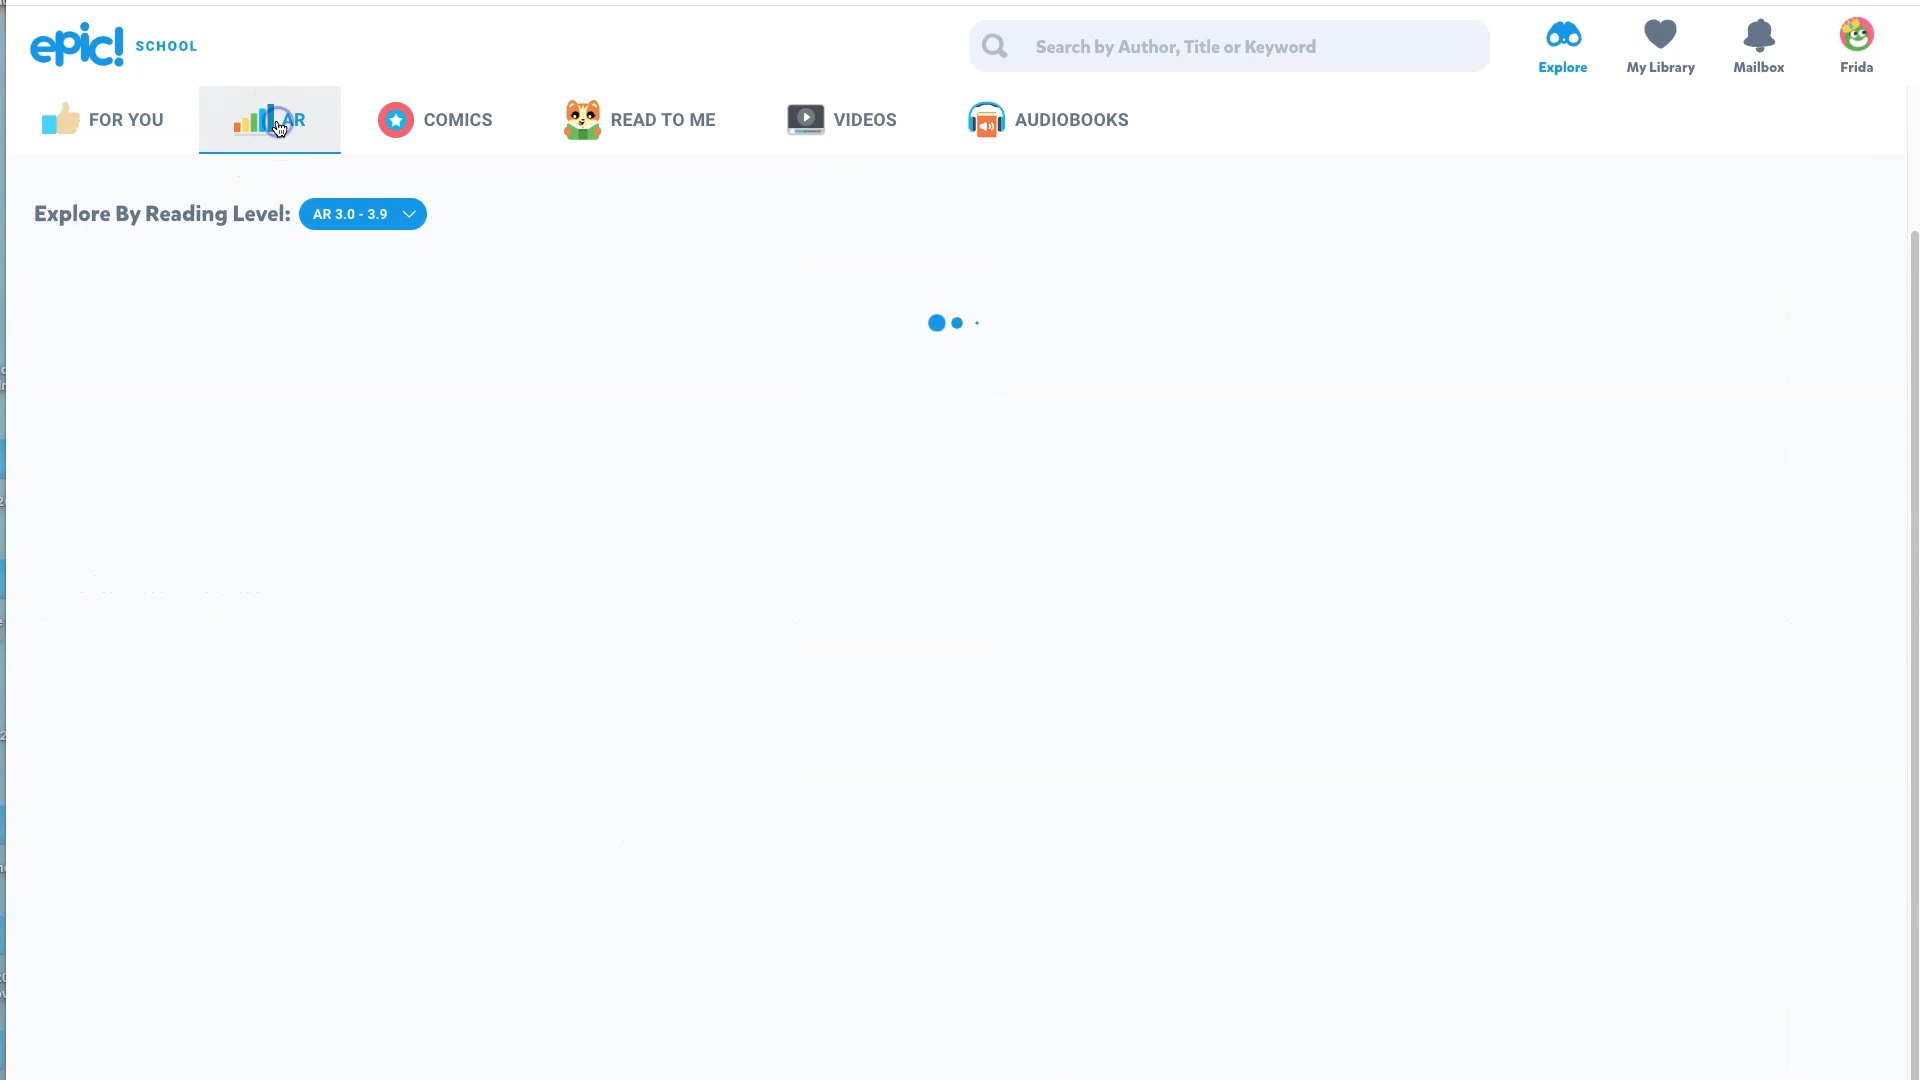 epic! SCHOOL
Search by Author, Title or Keyword
Explore
My Library
Mailbox
Frida
FOR YOU
AR
COMICS
READ TO ME
VIDEOS
AUDIOBOOKS
Explore By Reading Level: AR 3.0 - 3.9